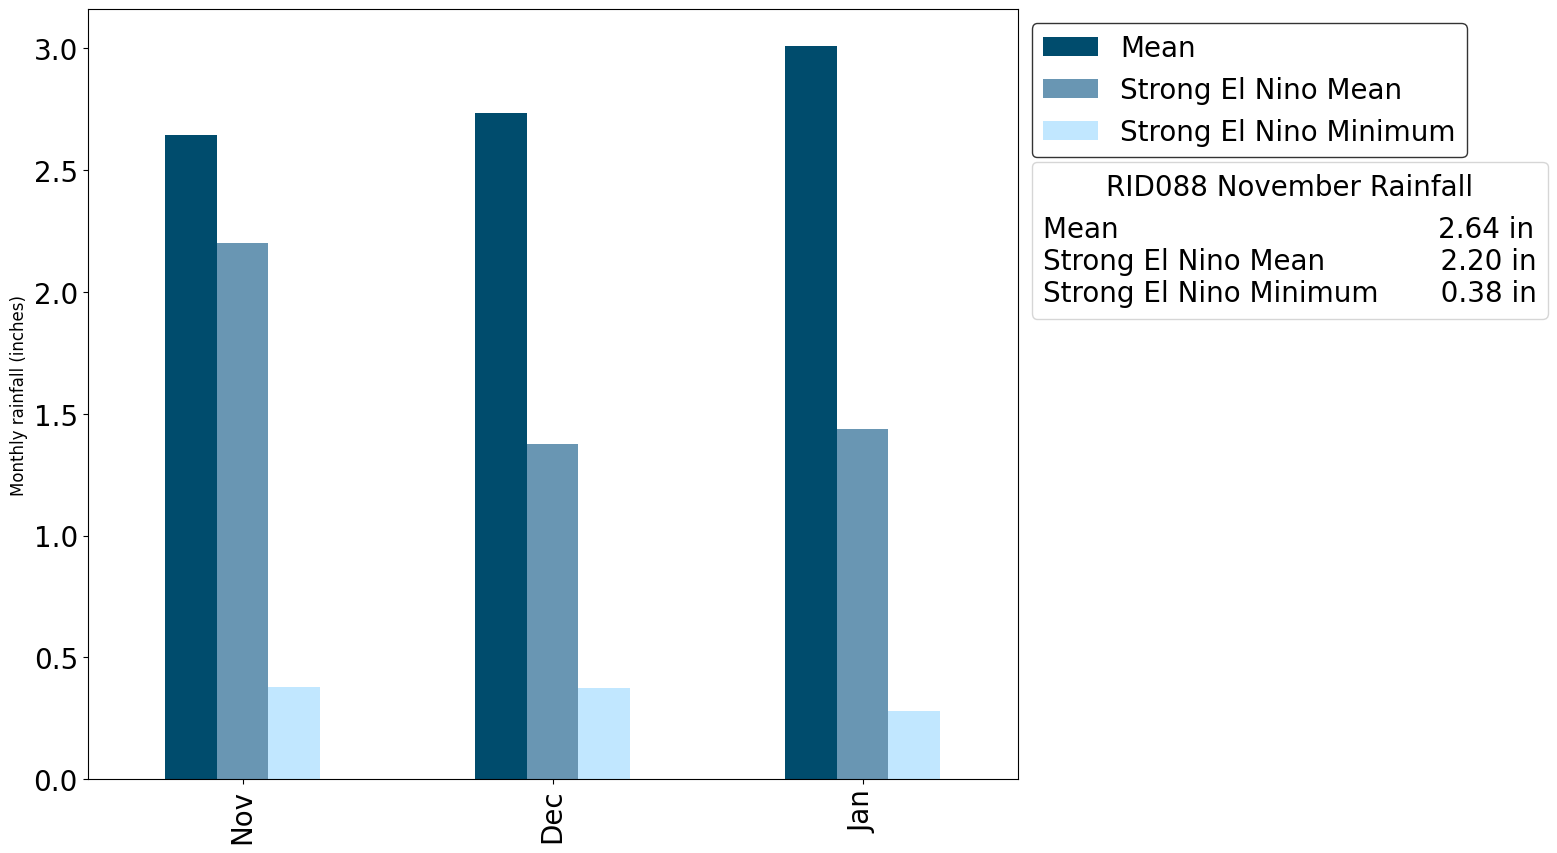 Monthly rainfall (inches)
3.0
2.5
2.0
1.5
1.0
0.5
0.0
Nov
Dec
Jan
Mean
Strong El Nino Mean
Strong El Nino Minimum
RID088 November Rainfall
Mean 2.64 in
Strong El Nino Mean 2.20 in
Strong El Nino Minimum 0.38 in